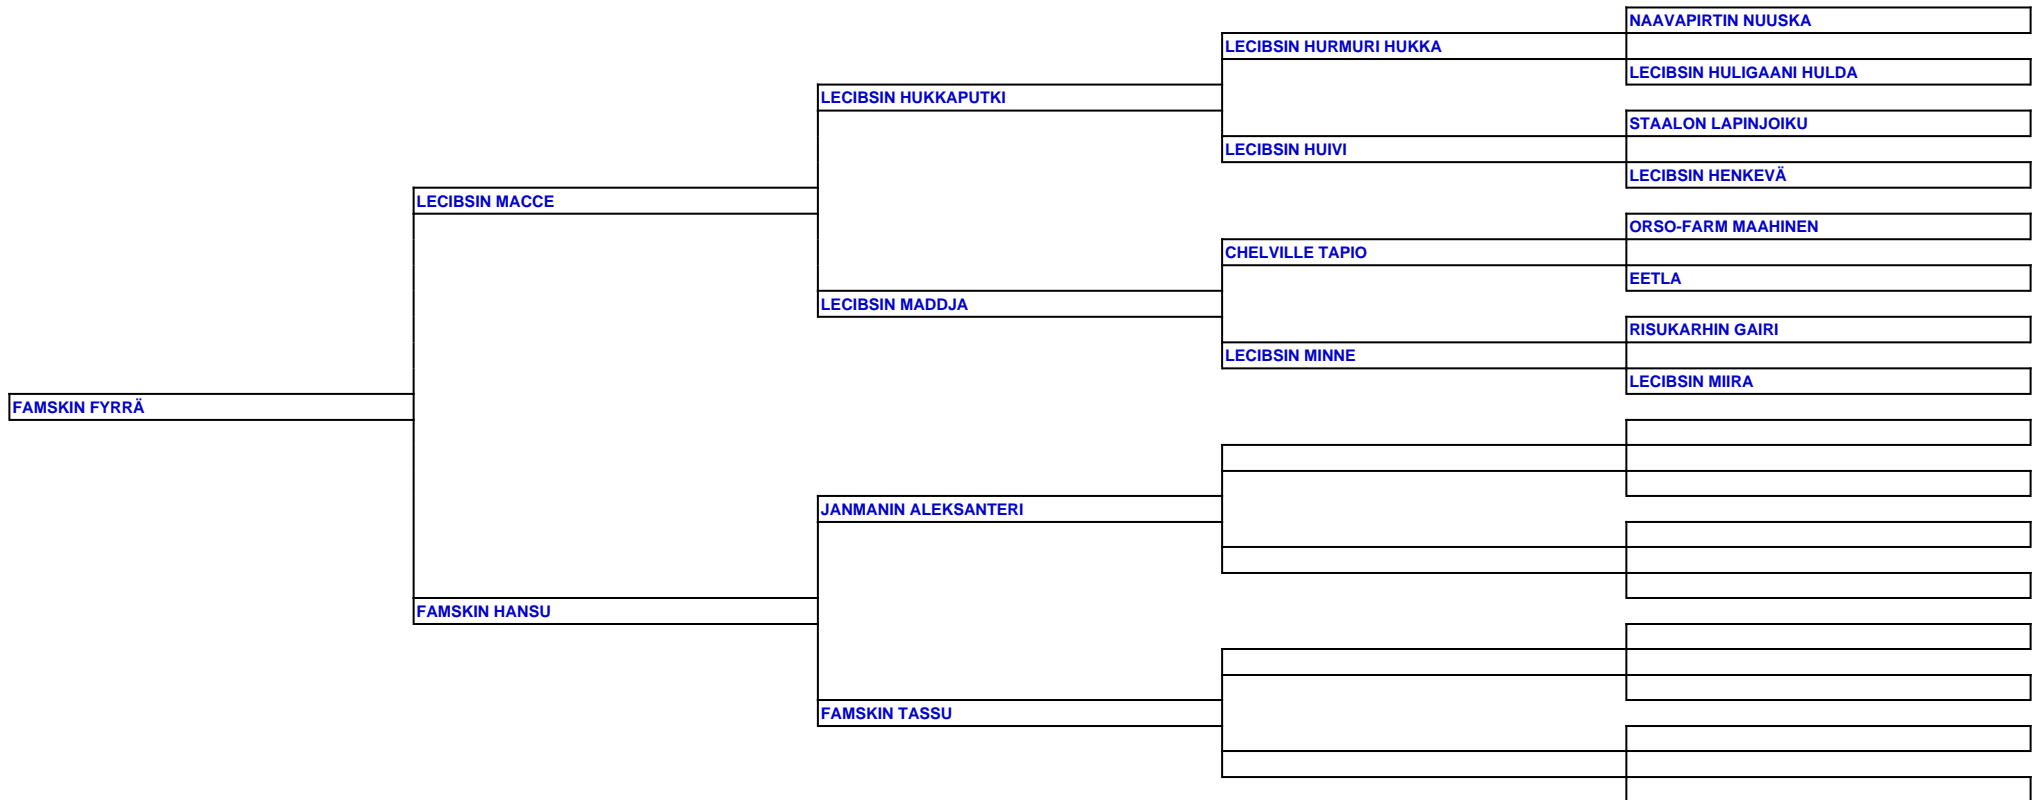 NAAVAPIRTIN NUUSKA
LECIBSIN HURMURI HUKKA
LECIBSIN HULIGAANI HULDA
LECIBSIN HUKKAPUTKI
STAALON LAPINJOIKU
LECIBSIN HUIVI
LECIBSIN HENKEVÄ
LECIBSIN MACCE
ORSO-FARM MAAHINEN
CHELVILLE TAPIO
EETLA
LECIBSIN MADDJA
RISUKARHIN GAIRI
LECIBSIN MINNE
LECIBSIN MIIRA
FAMSKIN FYRRÄ
JANMANIN ALEKSANTERI
FAMSKIN HANSU
FAMSKIN TASSU